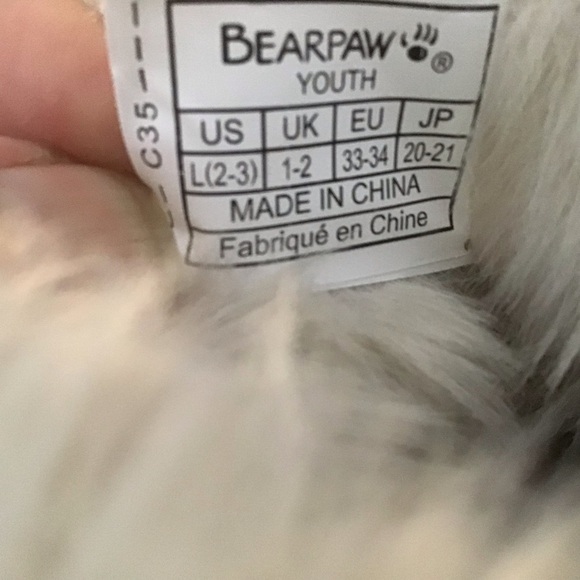 BEARPAW ®
YOUTH
US UK EU JP
L(2-3) 1-2 33-34 20-21
MADE IN CHINA
Fabriqué en Chine
C35